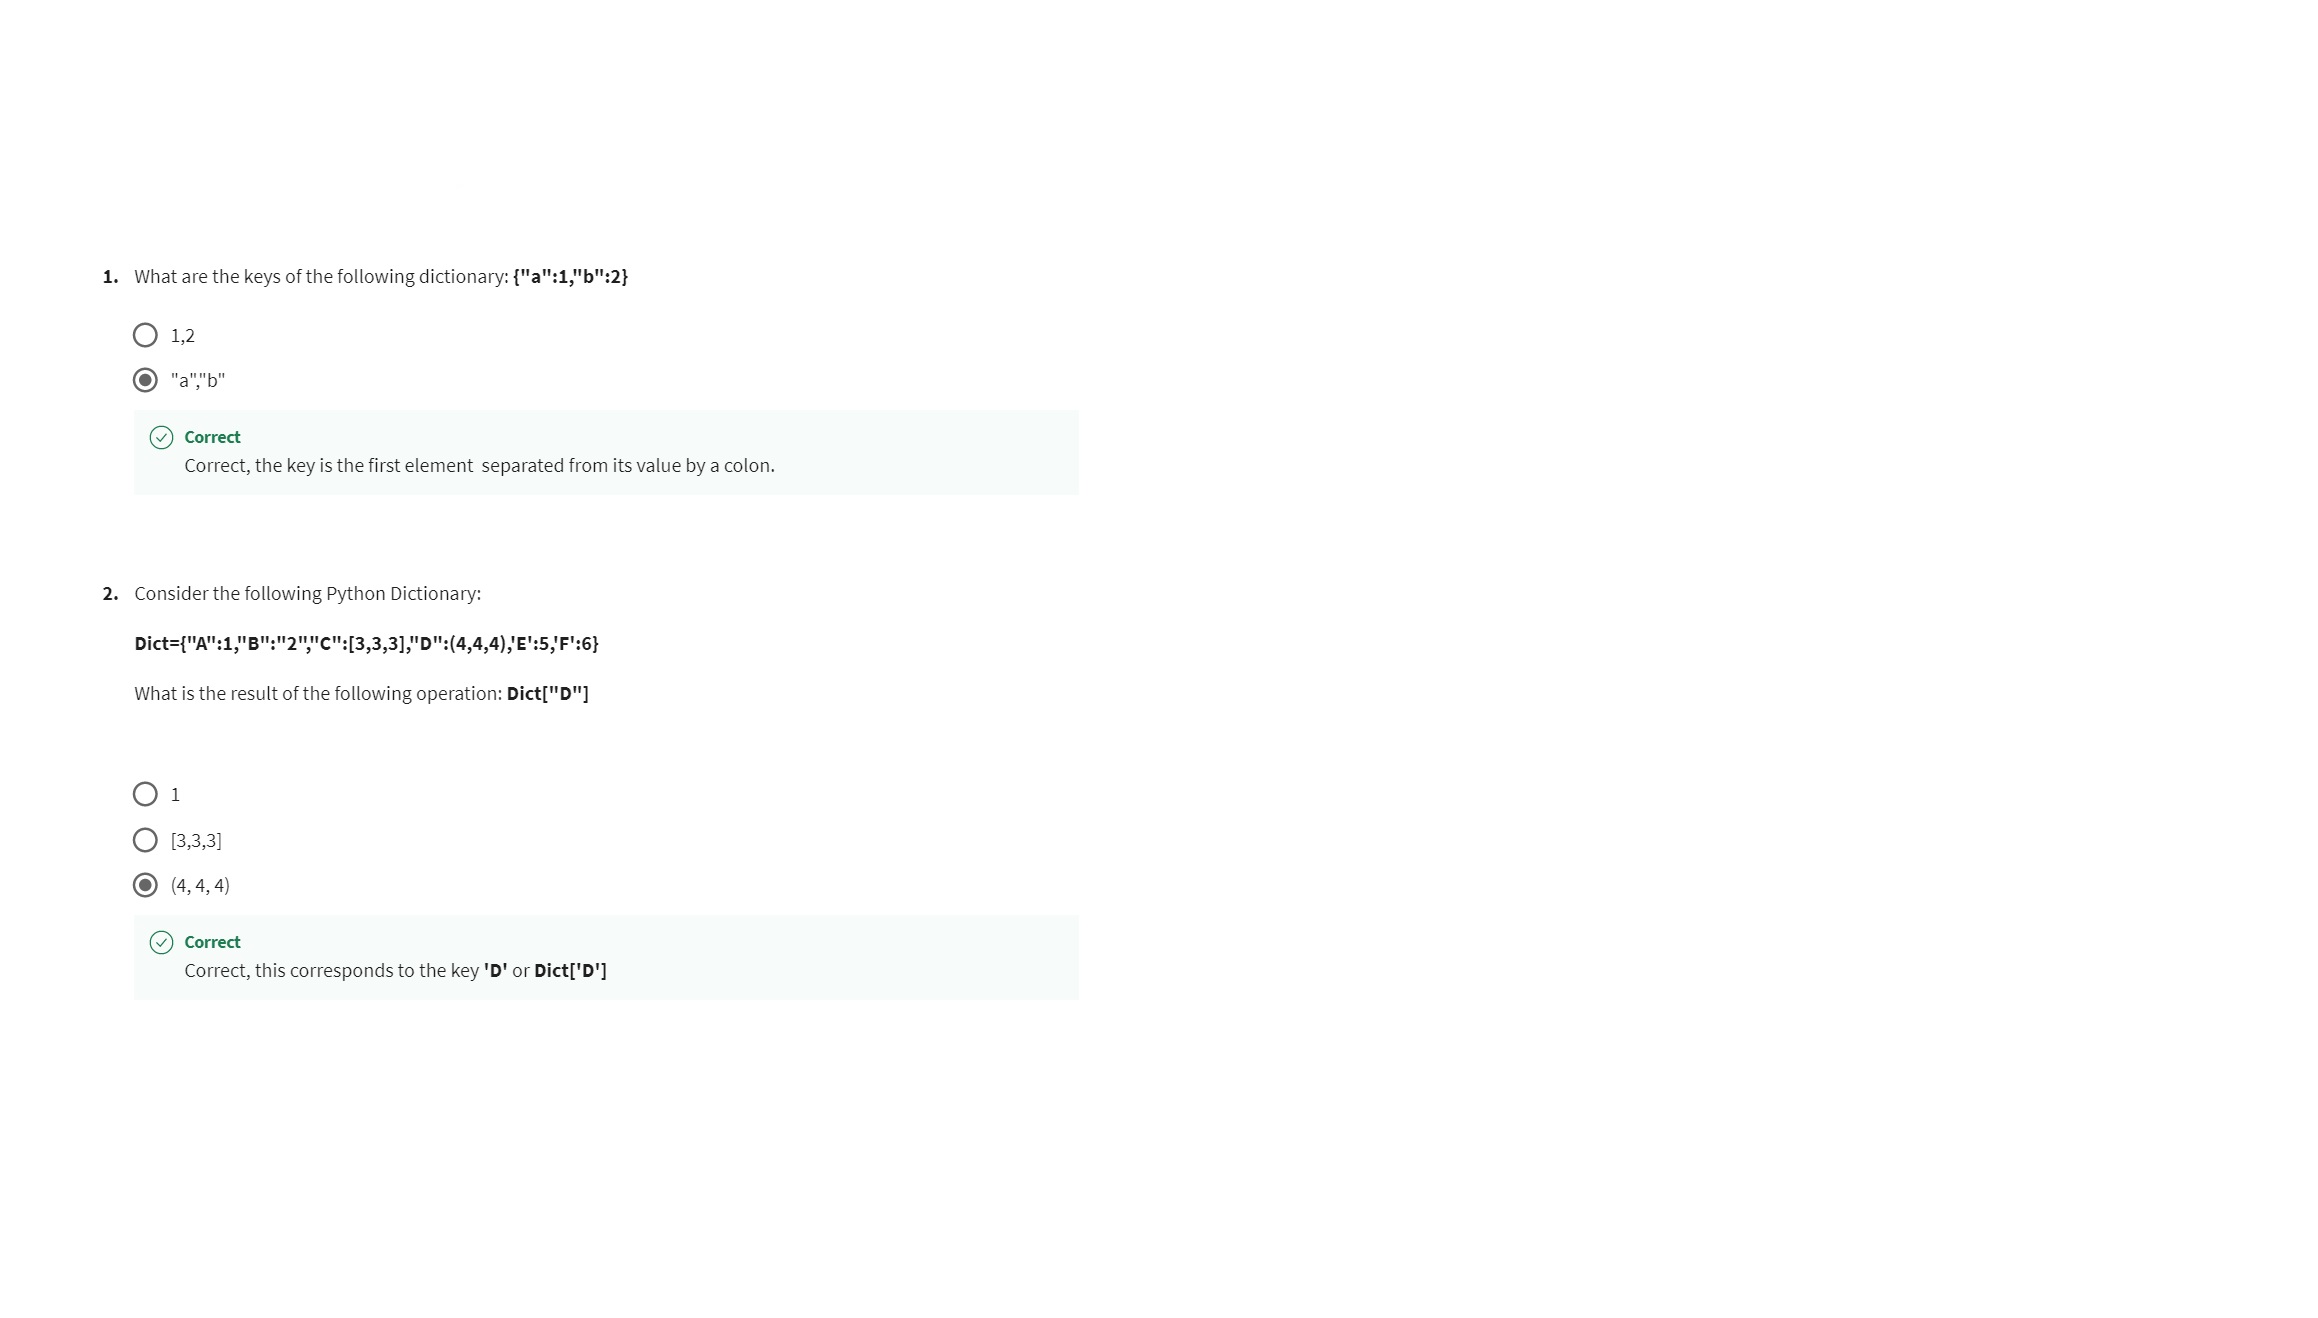 1. What are the keys of the following dictionary: {"a":1,"b":2}
1,2
"a","b"
Correct
Correct, the key is the first element separated from its value by a colon.
2. Consider the following Python Dictionary:
Dict={"A":1,"B":"2","C":[3,3,3],"D":(4,4,4),'E':5,'F':6}
What is the result of the following operation: Dict["D"]
1
[3,3,3]
(4, 4, 4)
Correct
Correct, this corresponds to the key 'D' or Dict['D']